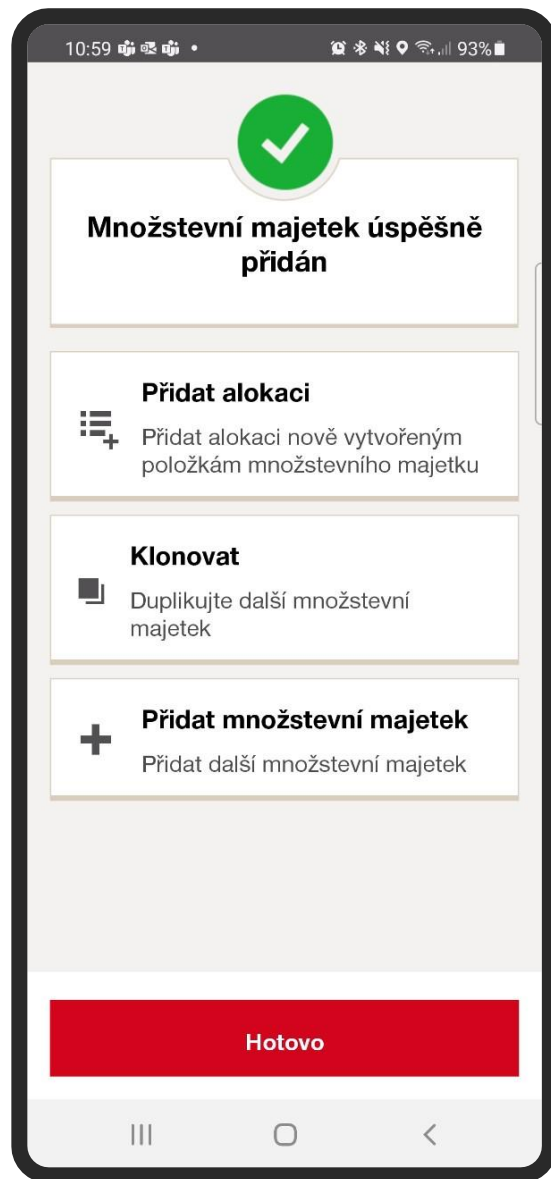 10:59
93%
Množstevní majetek úspěšně
přidán
Přidat alokaci
Přidat alokaci nově vytvořeným
položkám množstevního majetku
Klonovat
Duplikujte další množstevní
majetek
Přidat množstevní majetek
Přidat další množstevní majetek
Hotovo